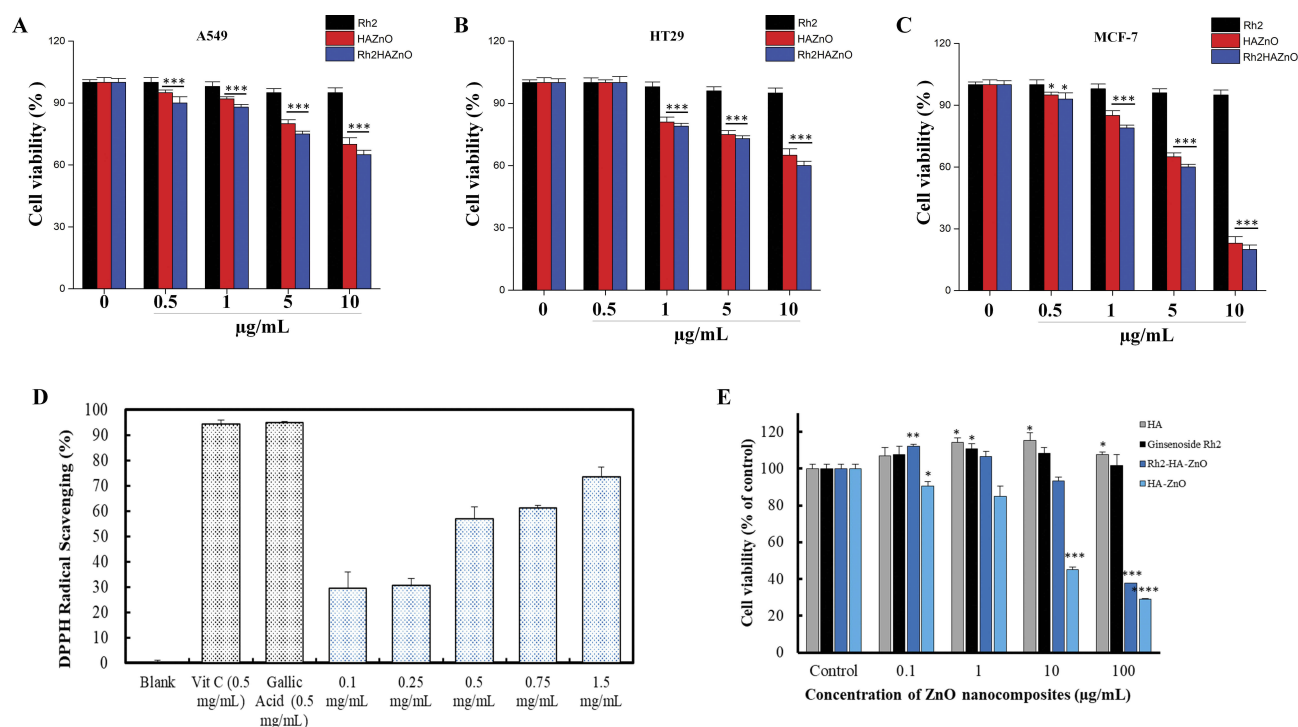 A
A549
Rh2
HAZnO
Rh2HAZnO
Cell viability (% )
120
90
60
30
0
***
***
***
***
0 0.5 1 5 10
µg/mL
B
HT29
Rh2
HAZnO
Rh2HAZnO
Cell viability (% )
120
90
60
30
0
***
***
***
0 0.5 1 5 10
µg/mL
C
MCF-7
Rh2
HAZnO
Rh2HAZnO
Cell viability (% )
120
90
60
30
0
* *
***
***
***
0 0.5 1 5 10
µg/mL
D
DPPH Radical Scavenging (%)
100
90
80
70
60
50
40
30
20
10
0
Blank Vit C (0.5 Gallic 0.1 0.25 0.5 0.75 1.5
mg/mL) Acid (0.5 mg/mL mg/mL mg/mL mg/mL mg/mL
mg/mL)
E
HA
Ginsenoside Rh2
Rh2-HA-ZnO
HA-ZnO
Cell viability (% of control)
120
100
80
60
40
20
0
**
*
*
*
*
***
*
***
****
Control 0.1 1 10 100
Concentration of ZnO nanocomposites (µg/mL)